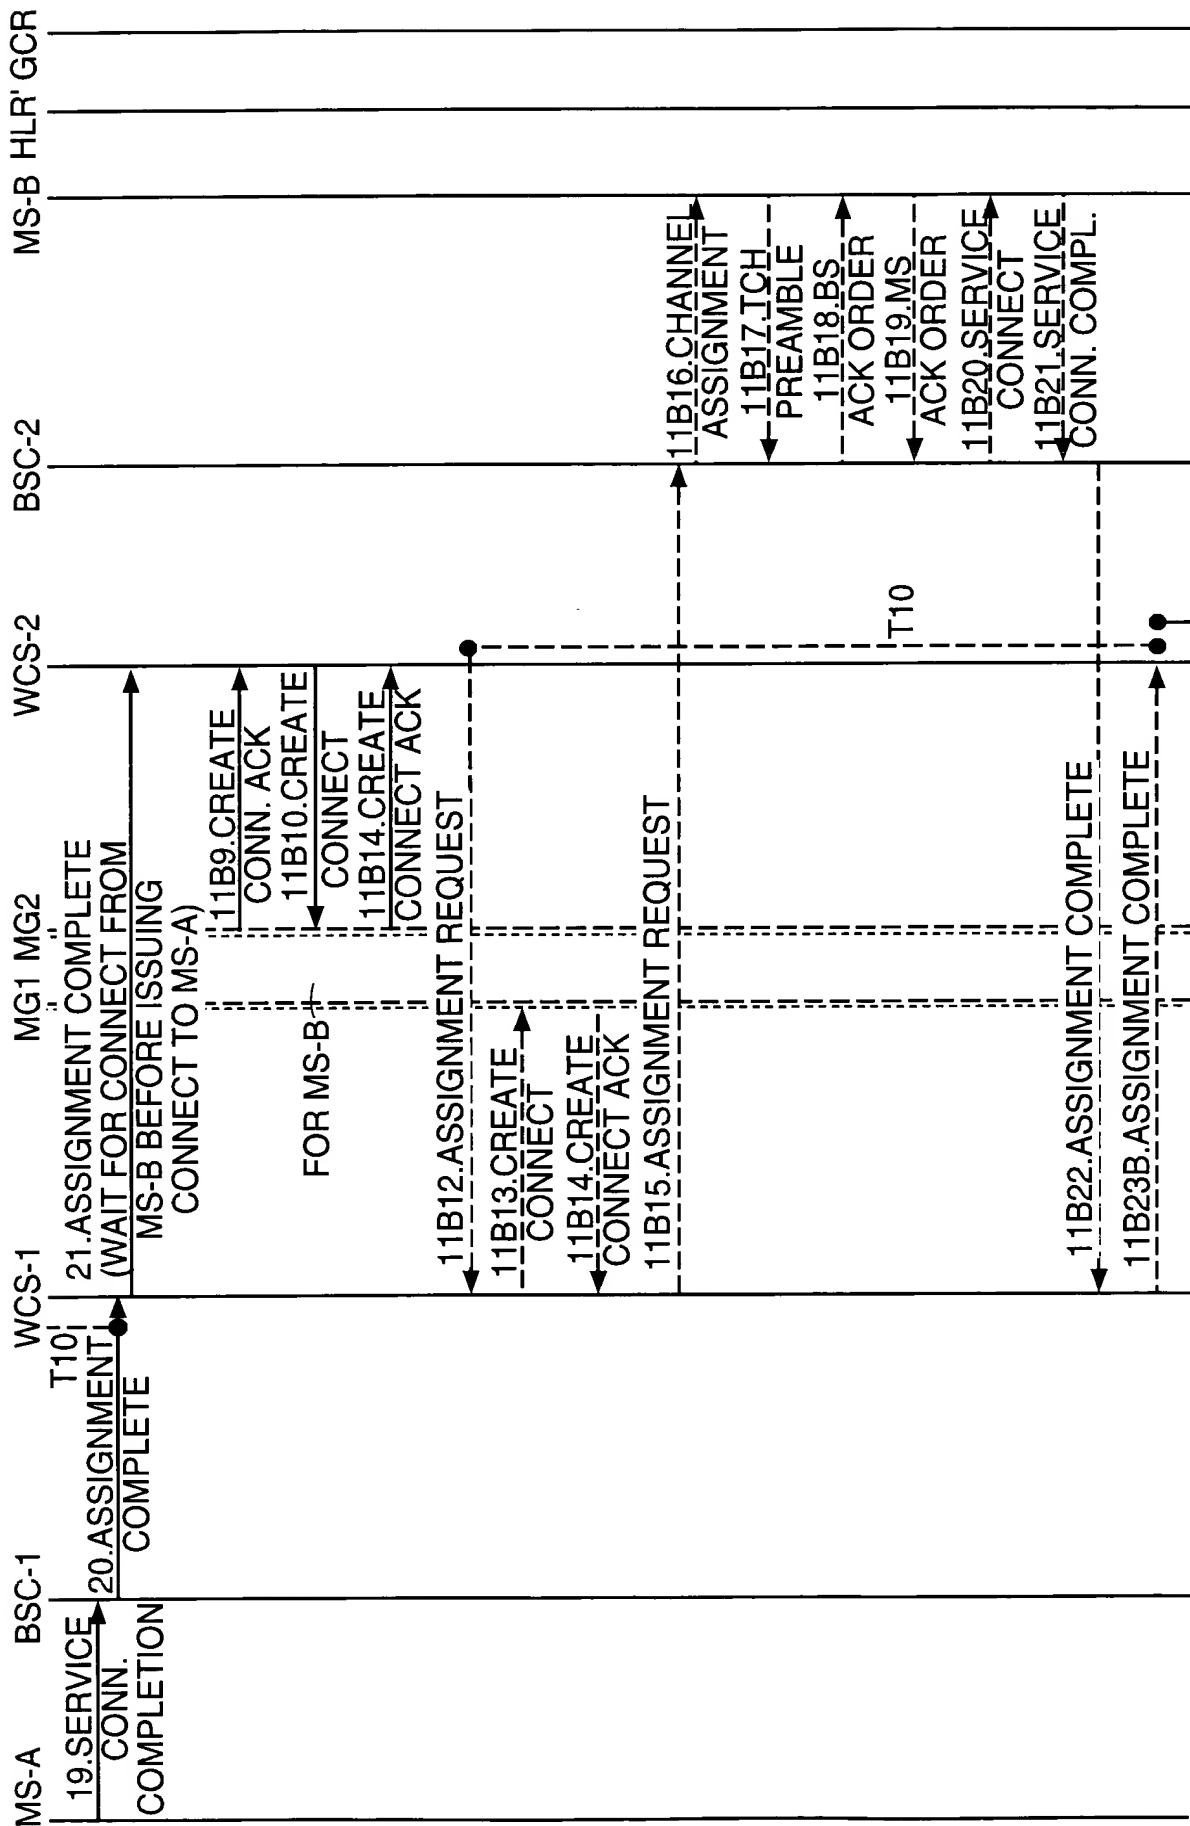 MS-A
BSC-1
WCS-1
MG1
MG2
WCS-2
BSC-2
MS-B
HLR'
GCR
19.SERVICE
CONN.
COMPLETION
T10
20.ASSIGNMENT
COMPLETE
21.ASSIGNMENT COMPLETE
(WAIT FOR CONNECT FROM
MS-B BEFORE ISSUING
CONNECT TO MS-A)
11B9.CREATE
CONN. ACK
11B10.CREATE
CONNECT
FOR MS-B
11B14.CREATE
CONNECT ACK
11B12.ASSIGNMENT REQUEST
11B13.CREATE
CONNECT
11B14.CREATE
CONNECT ACK
11B15.ASSIGNMENT REQUEST
11B16.CHANNEL
ASSIGNMENT
11B17.TCH
PREAMBLE
11B18.BS
ACK ORDER
T10
11B19.MS
ACK ORDER
11B20.SERVICE
CONNECT
11B21.SERVICE
CONN. COMPL.
11B22.ASSIGNMENT COMPLETE
11B23B.ASSIGNMENT COMPLETE